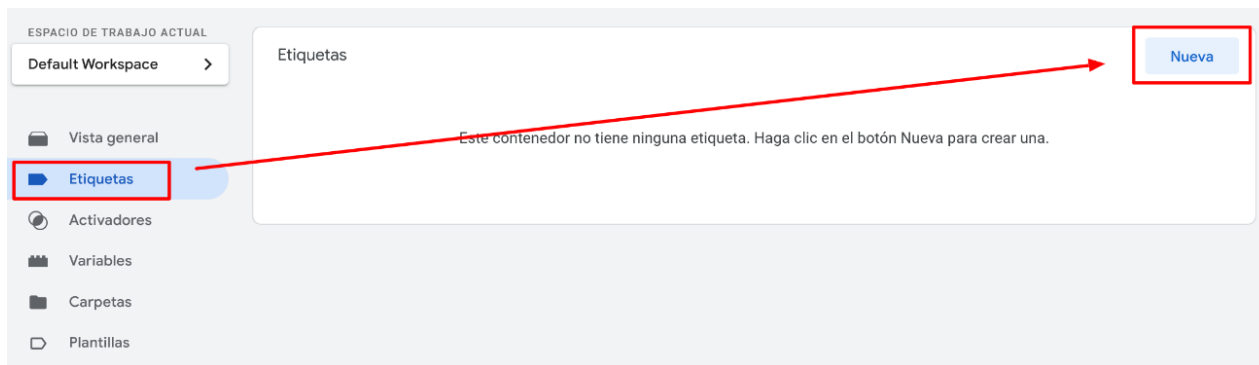 ESPACIO DE TRABAJO ACTUAL
Default Workspace
Etiquetas
Nueva
Vista general
Este contenedor no tiene ninguna etiqueta. Haga clic en el botón Nueva para crear una.
Etiquetas
Activadores
Variables
Carpetas
Plantillas